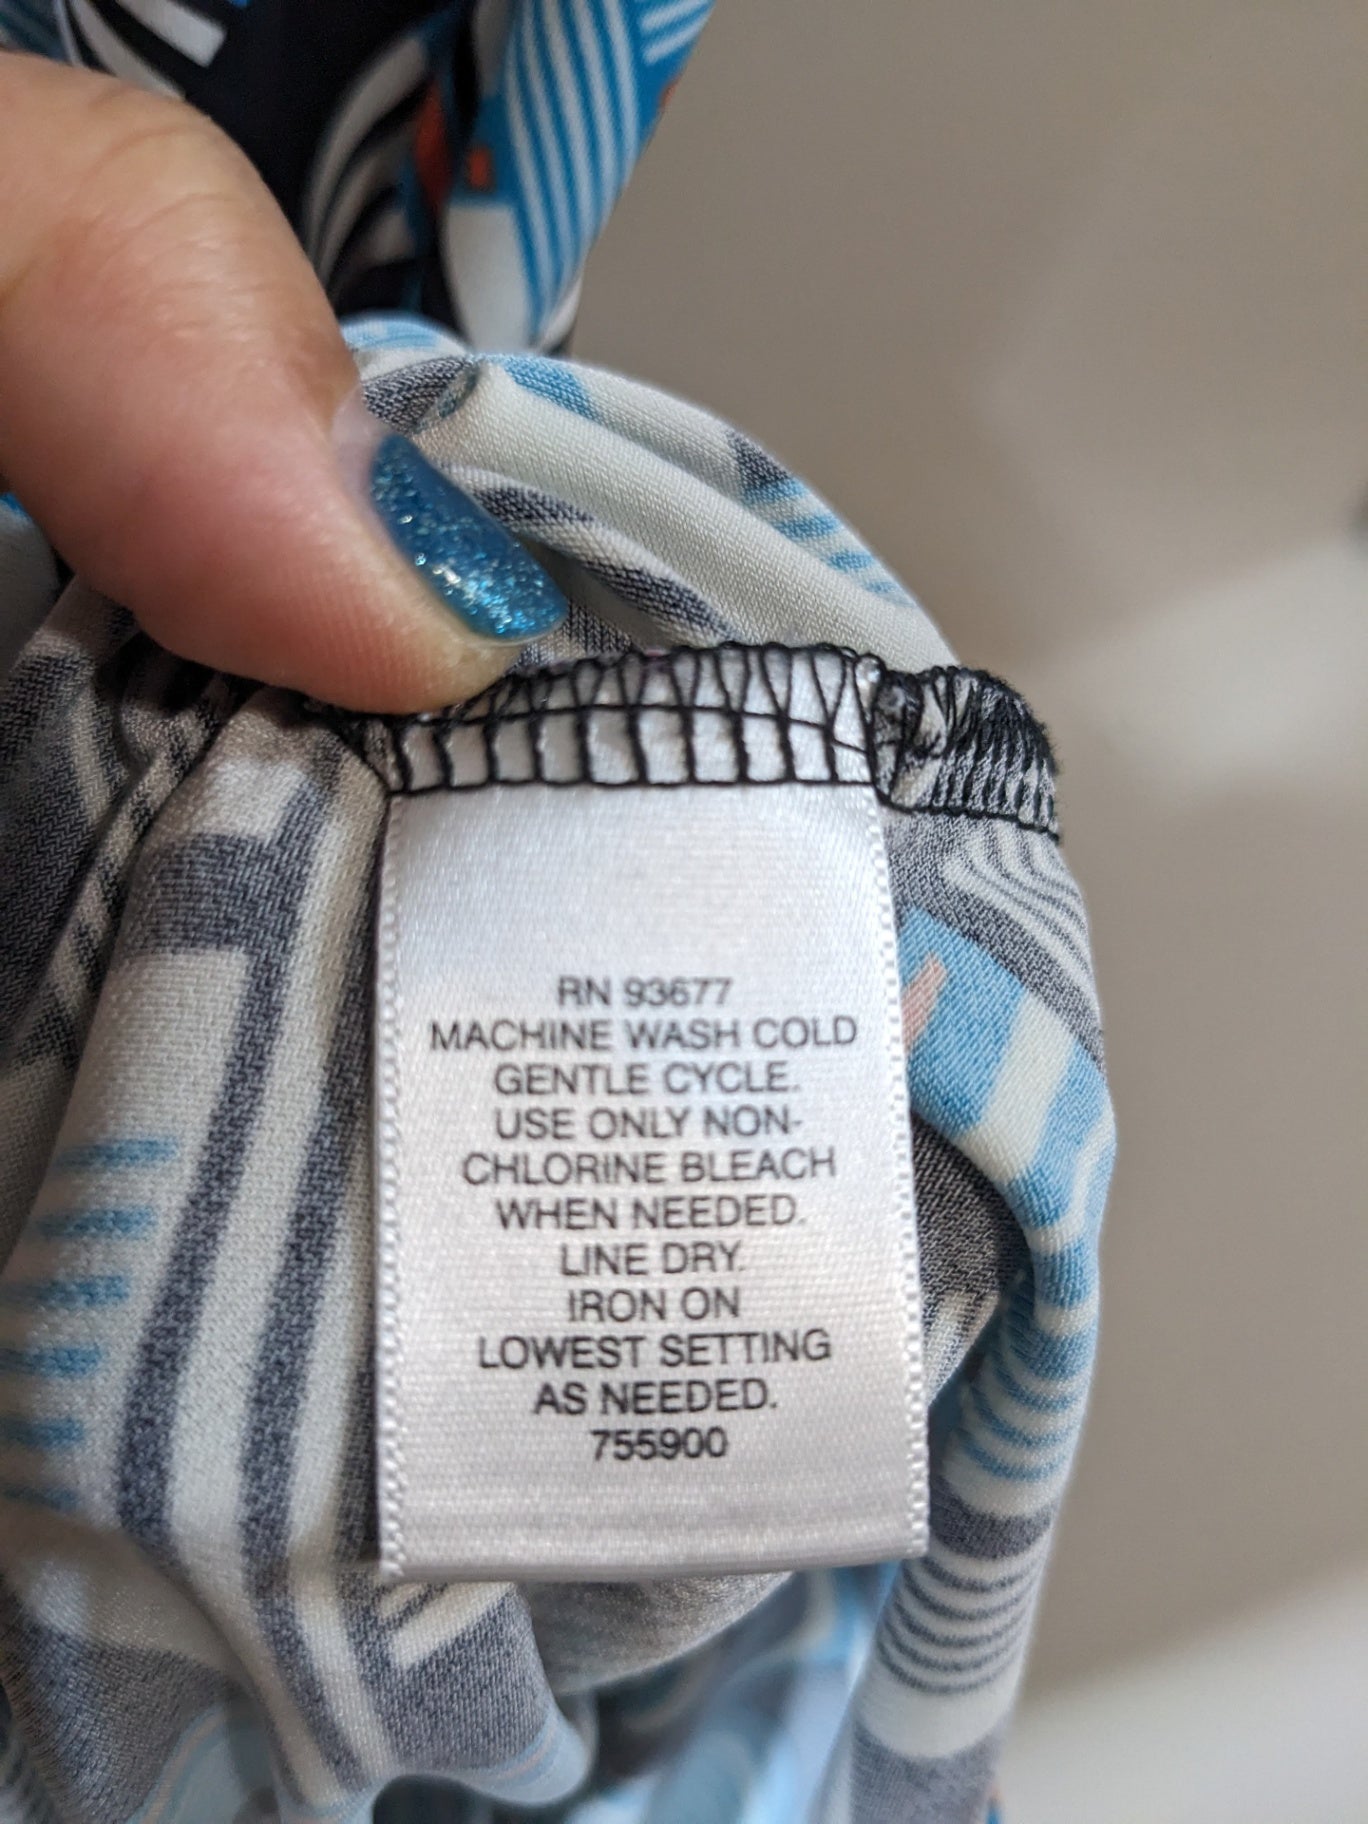 RN 93677
MACHINE WASH COLD
GENTLE CYCLE.
USE ONLY NON-
CHLORINE BLEACH
WHEN NEEDED.
LINE DRY.
IRON ON
LOWEST SETTING
AS NEEDED.
755900